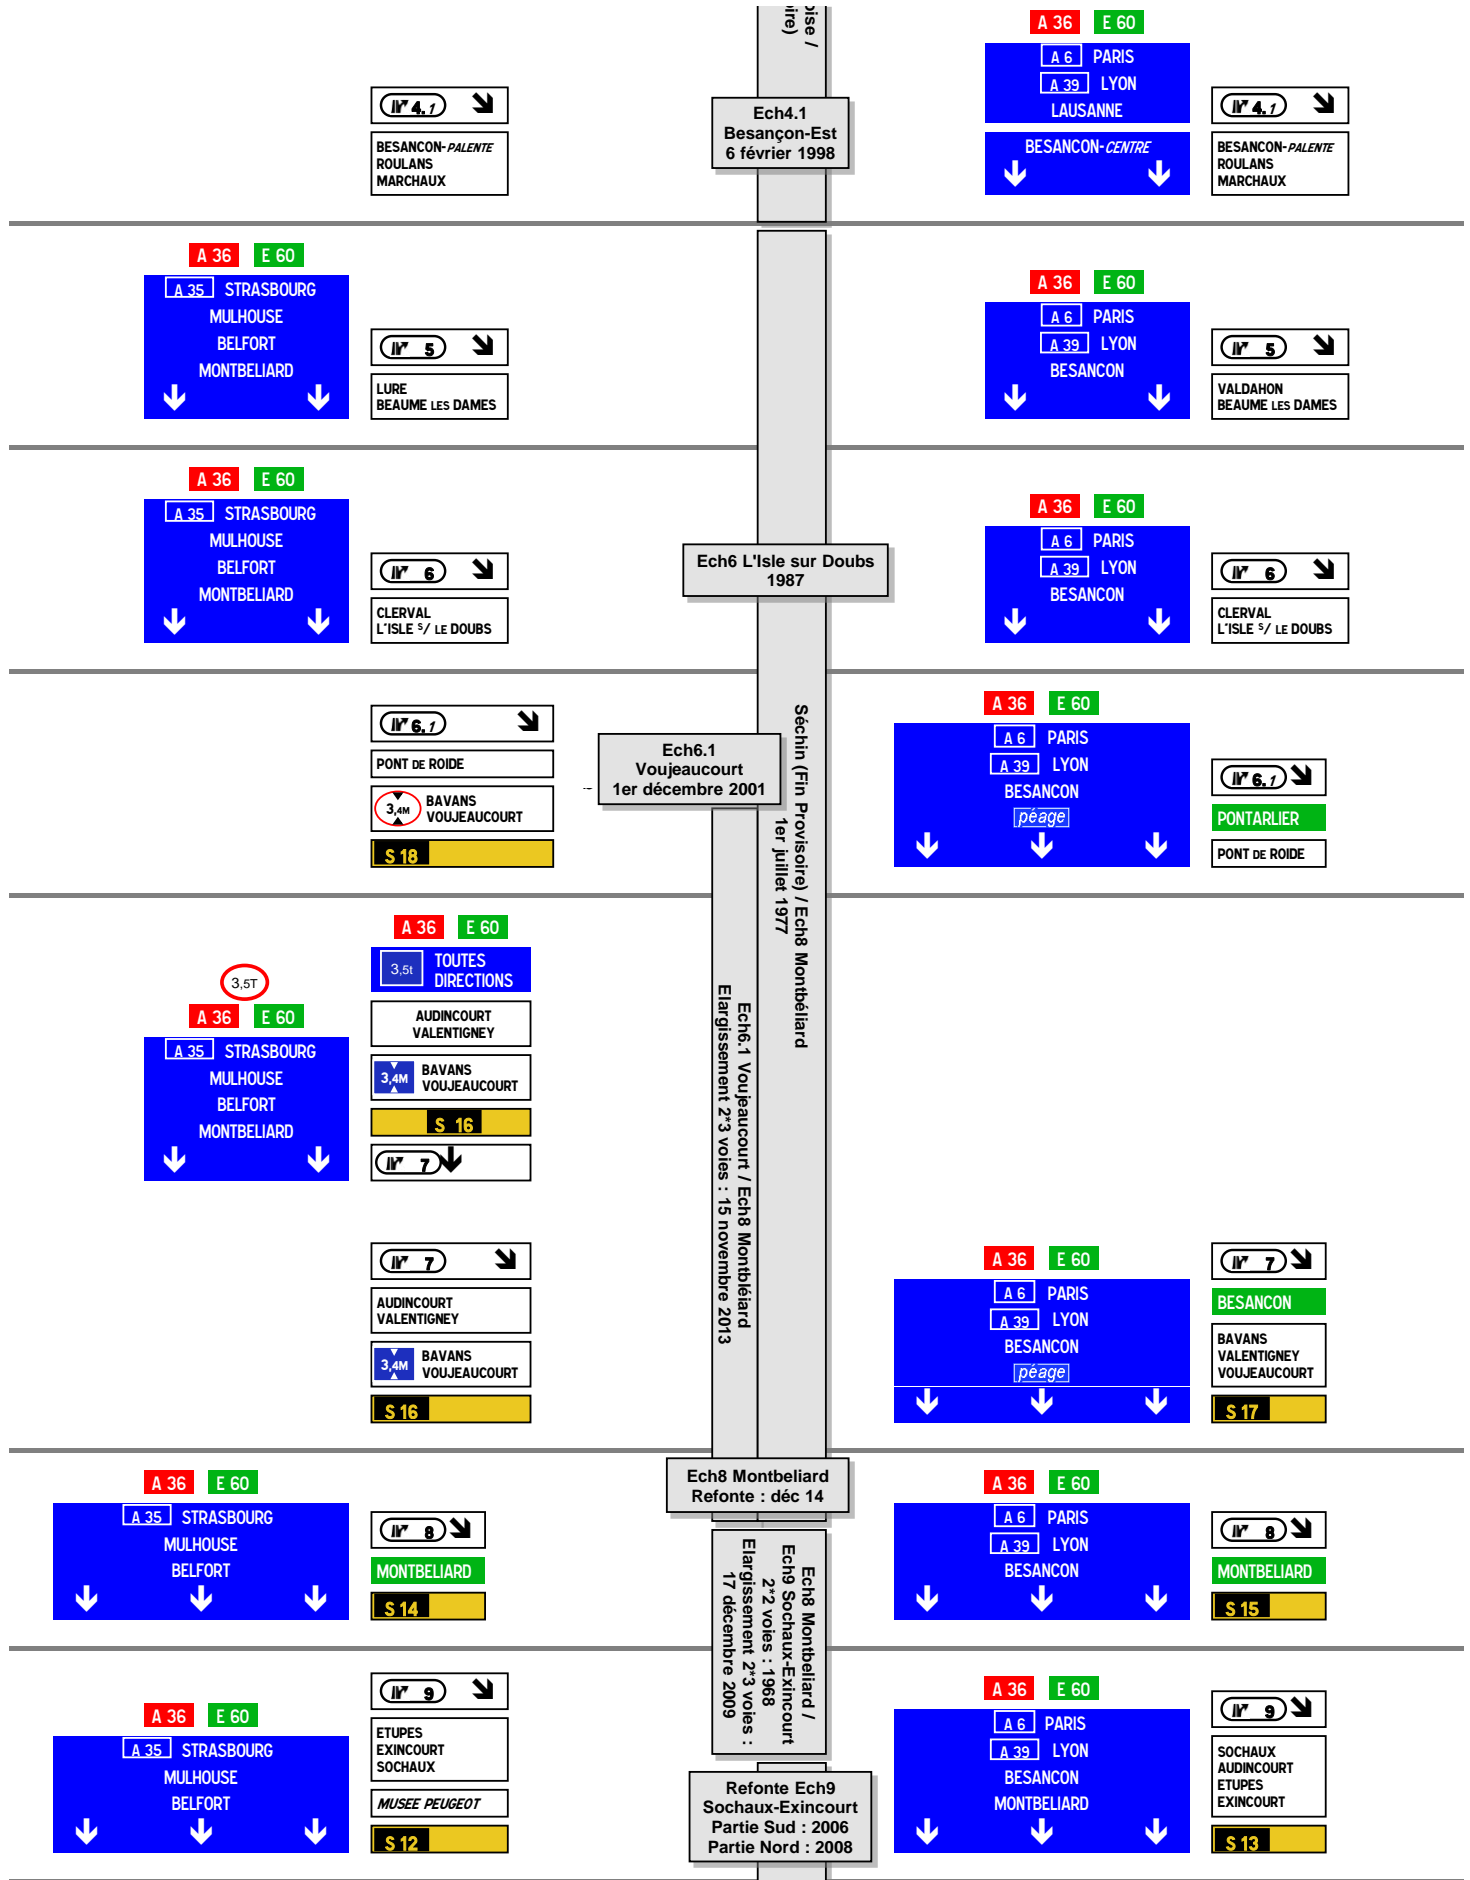 oise /
ire)
A 36 E 60
A 6 PARIS
A 39 LYON
LAUSANNE
BESANCON-CENTRE
4.1
BESANCON-PALENTE
ROULANS
MARCHAUX
Ech4.1
Besançon-Est
6 février 1998
4.1
BESANCON-PALENTE
ROULANS
MARCHAUX
A 36 E 60
A 35 STRASBOURG
MULHOUSE
BELFORT
MONTBELIARD
5
LURE
BEAUME LES DAMES
A 36 E 60
A 6 PARIS
A 39 LYON
BESANCON
5
VALDAHON
BEAUME LES DAMES
A 36 E 60
A 35 STRASBOURG
MULHOUSE
BELFORT
MONTBELIARD
6
CLERVAL
L'ISLE S/ LE DOUBS
Ech6 L'Isle sur Doubs
1987
A 36 E 60
A 6 PARIS
A 39 LYON
BESANCON
6
CLERVAL
L'ISLE S/ LE DOUBS
6.1
PONT DE ROIDE
3,4M BAVANS
VOUJEAUCOURT
S 18
Ech6.1
Voujeaucourt
1er décembre 2001
Séchin (Fin Provisoire) / Ech8 Montbéliard
1er juillet 1977
A 36 E 60
A 6 PARIS
A 39 LYON
BESANCON
péage
6.1
PONTARLIER
PONT DE ROIDE
3,5T
A 36 E 60
A 35 STRASBOURG
MULHOUSE
BELFORT
MONTBELIARD
A 36 E 60
3,5t TOUTES
DIRECTIONS
AUDINCOURT
VALENTIGNEY
3,4M BAVANS
VOUJEAUCOURT
S 16
7
Ech6.1 Voujeaucourt / Ech8 Montbléiard
Elargissement 2*3 voies : 15 novembre 2013
7
AUDINCOURT
VALENTIGNEY
3,4M BAVANS
VOUJEAUCOURT
S 16
A 36 E 60
A 6 PARIS
A 39 LYON
BESANCON
péage
7
BESANCON
BAVANS
VALENTIGNEY
VOUJEAUCOURT
S 17
A 36 E 60
A 35 STRASBOURG
MULHOUSE
BELFORT
8
MONTBELIARD
S 14
Ech8 Montbeliard
Refonte : déc 14
A 36 E 60
A 6 PARIS
A 39 LYON
BESANCON
8
MONTBELIARD
S 15
Ech8 Montbeliard /
Ech9 Sochaux-Exincourt
2*2 voies : 1968
Elargissement 2*3 voies :
17 décembre 2009
A 36 E 60
A 35 STRASBOURG
MULHOUSE
BELFORT
9
ETUPES
EXINCOURT
SOCHAUX
MUSEE PEUGEOT
S 12
Refonte Ech9
Sochaux-Exincourt
Partie Sud : 2006
Partie Nord : 2008
A 36 E 60
A 6 PARIS
A 39 LYON
BESANCON
MONTBELIARD
9
SOCHAUX
AUDINCOURT
ETUPES
EXINCOURT
S 13